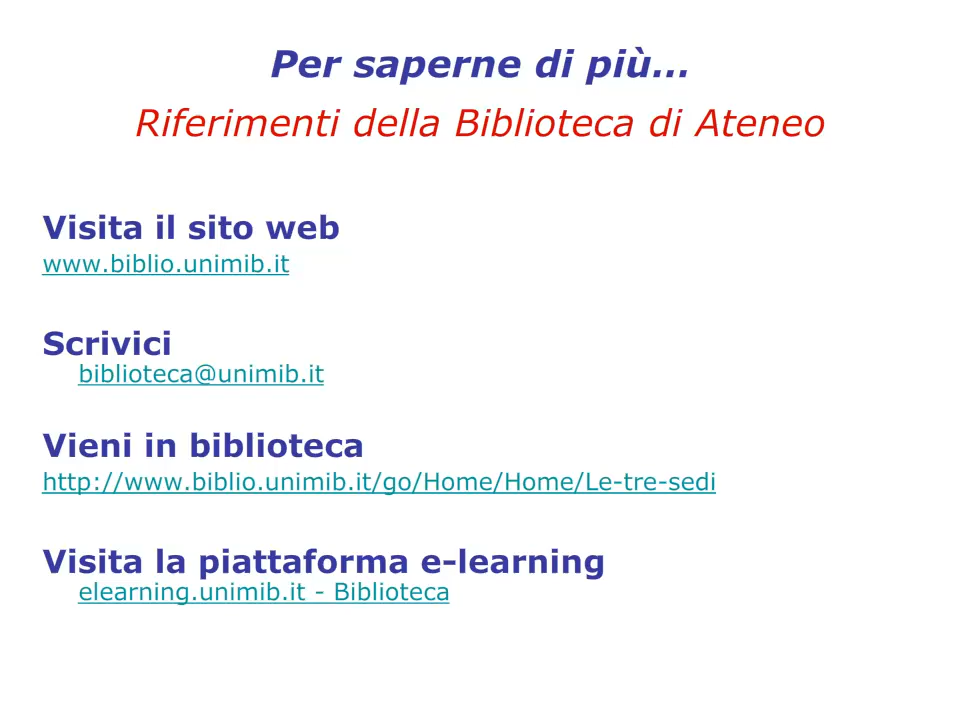 Per saperne di più…
Riferimenti della Biblioteca di Ateneo
Visita il sito web
www.biblio.unimib.it
Scrivici
biblioteca@unimib.it
Vieni in biblioteca
http://www.biblio.unimib.it/go/Home/Home/Le-tre-sedi
Visita la piattaforma e-learning
elearning.unimib.it - Biblioteca